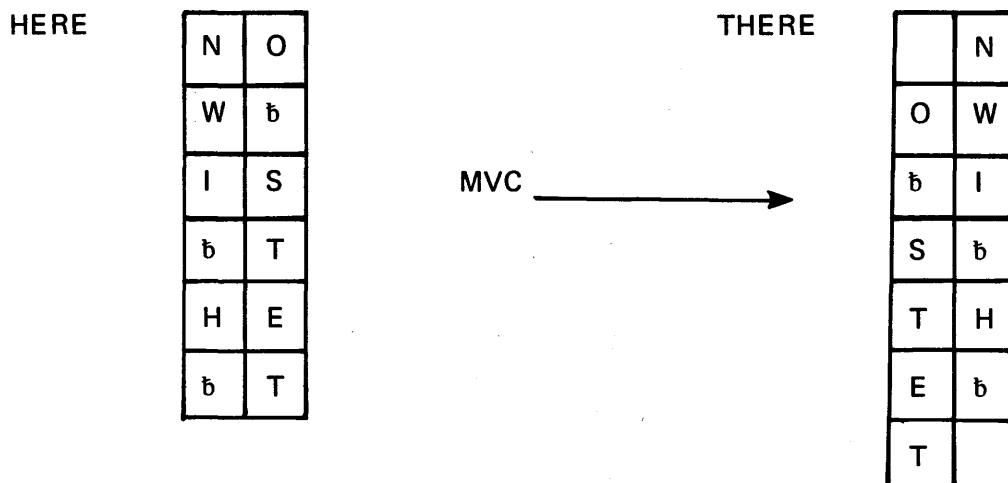 HERE THERE
N O N
W ƀ O W
I S MVC ƀ I
ƀ T S ƀ
H E T H
ƀ T E ƀ
T